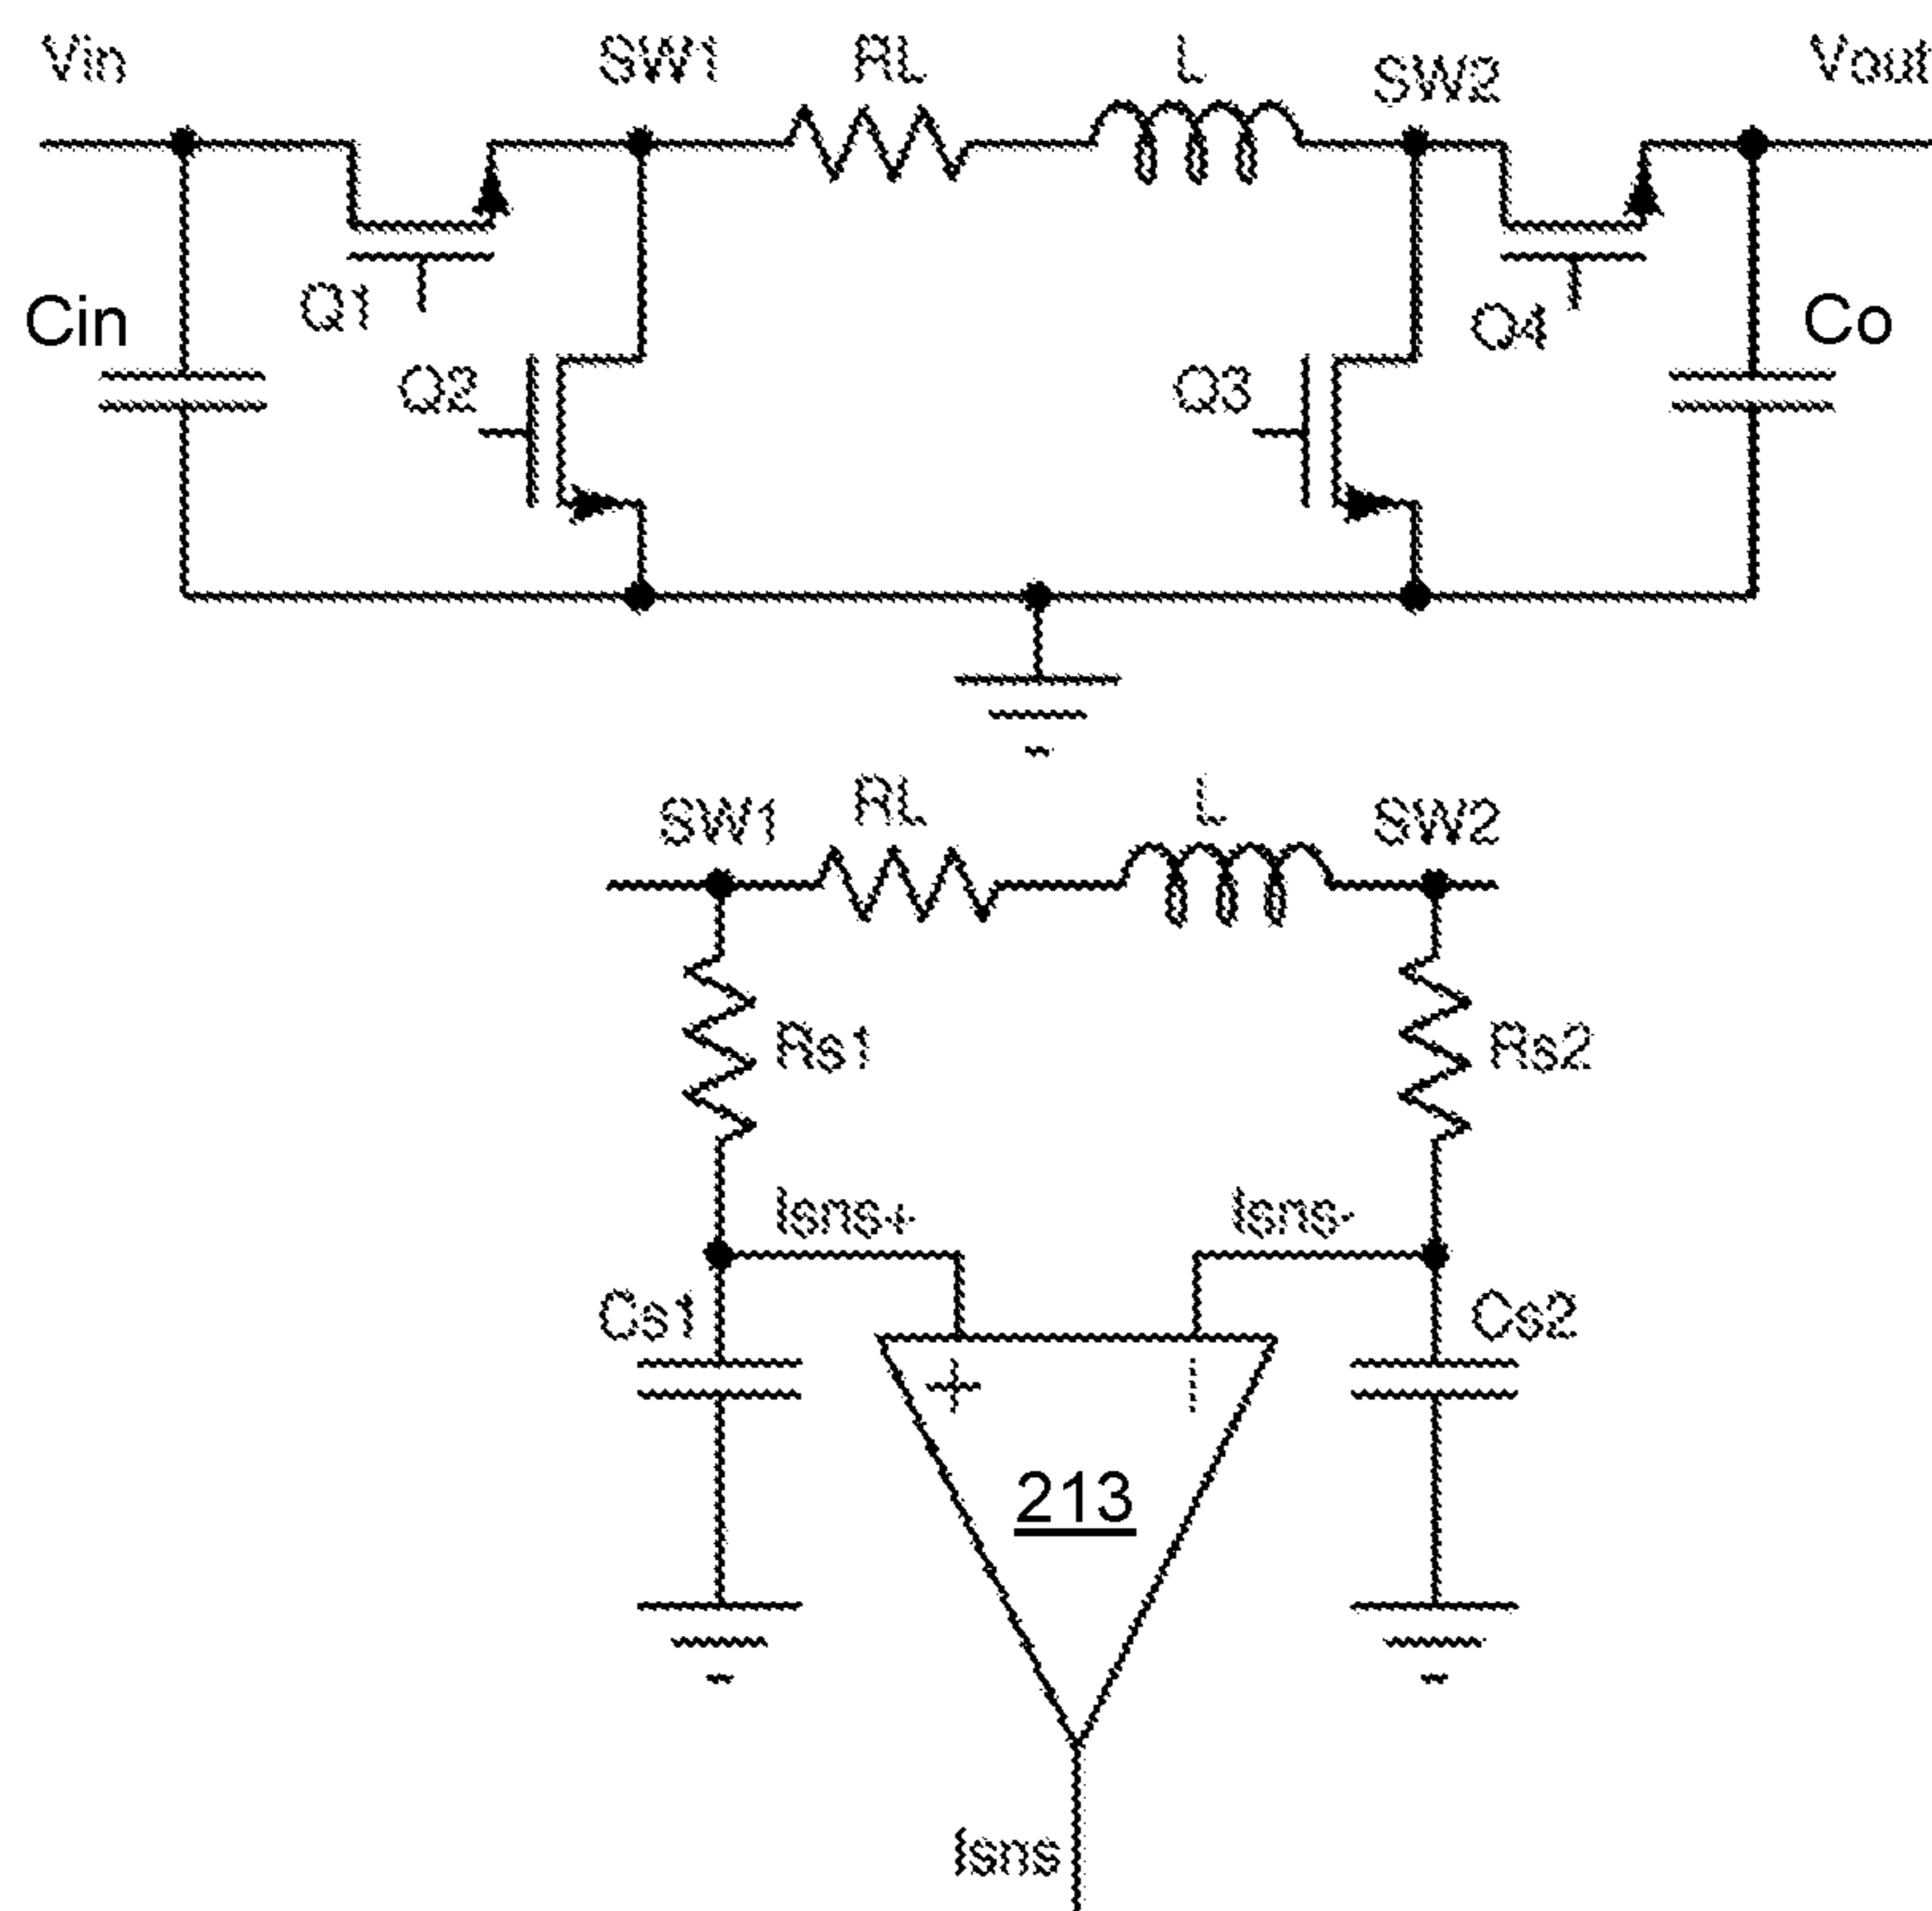 Vin SW1 RL L SW2 Vout
Cin Q1 Q4 Co
Q2 Q3
SW1 RL L SW2
Rs1 Rs2
Isns+ Isns-
Cs1 Cs2
+ -
213
Isns